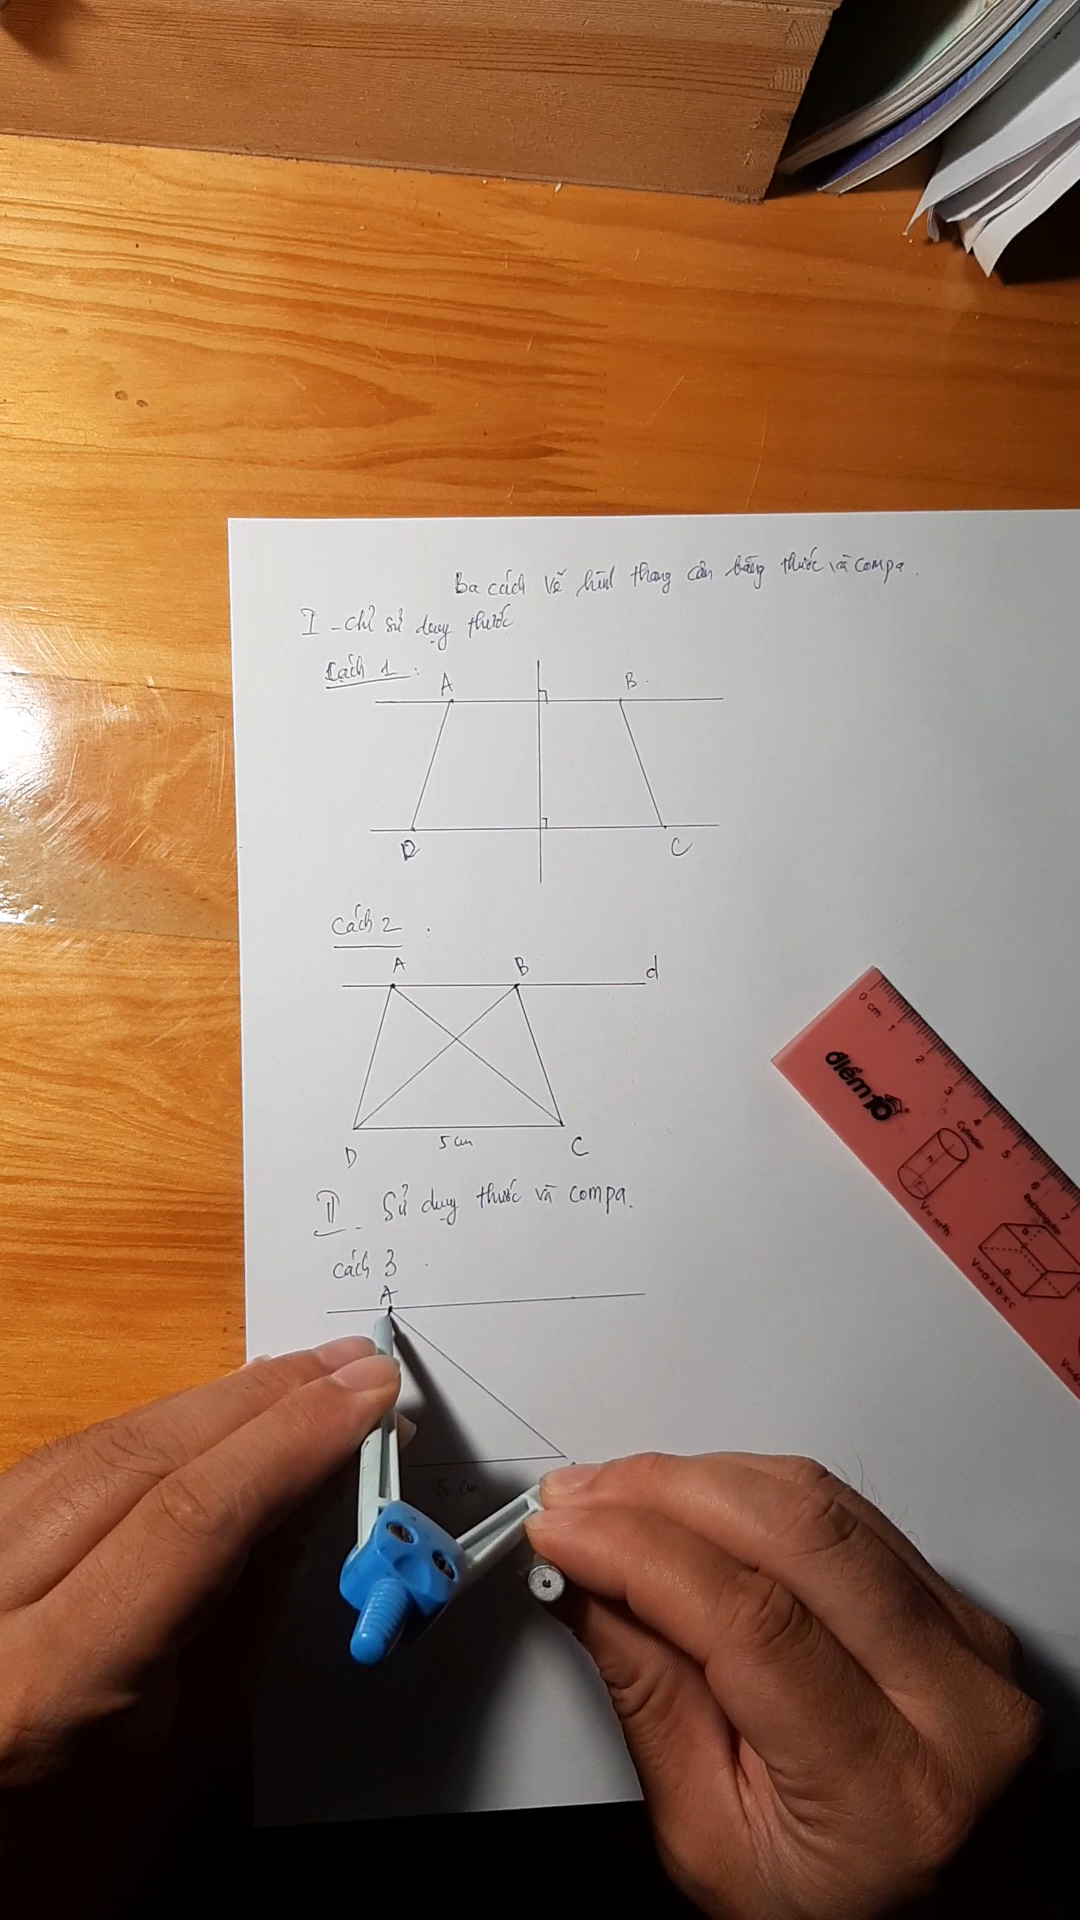 Ba cách vẽ hình thang cân bằng thước và compa.
I - chỉ sử dụng thước
Cách 1 :
A B
D C
Cách 2 .
A B d
5 cm
D C
II - Sử dụng thước và compa.
Cách 3 .
A
5 cm
0 cm 1 2 3 4 5 6 7
điểm 10
Cylinder
h
Rectangular
V = a x b x c